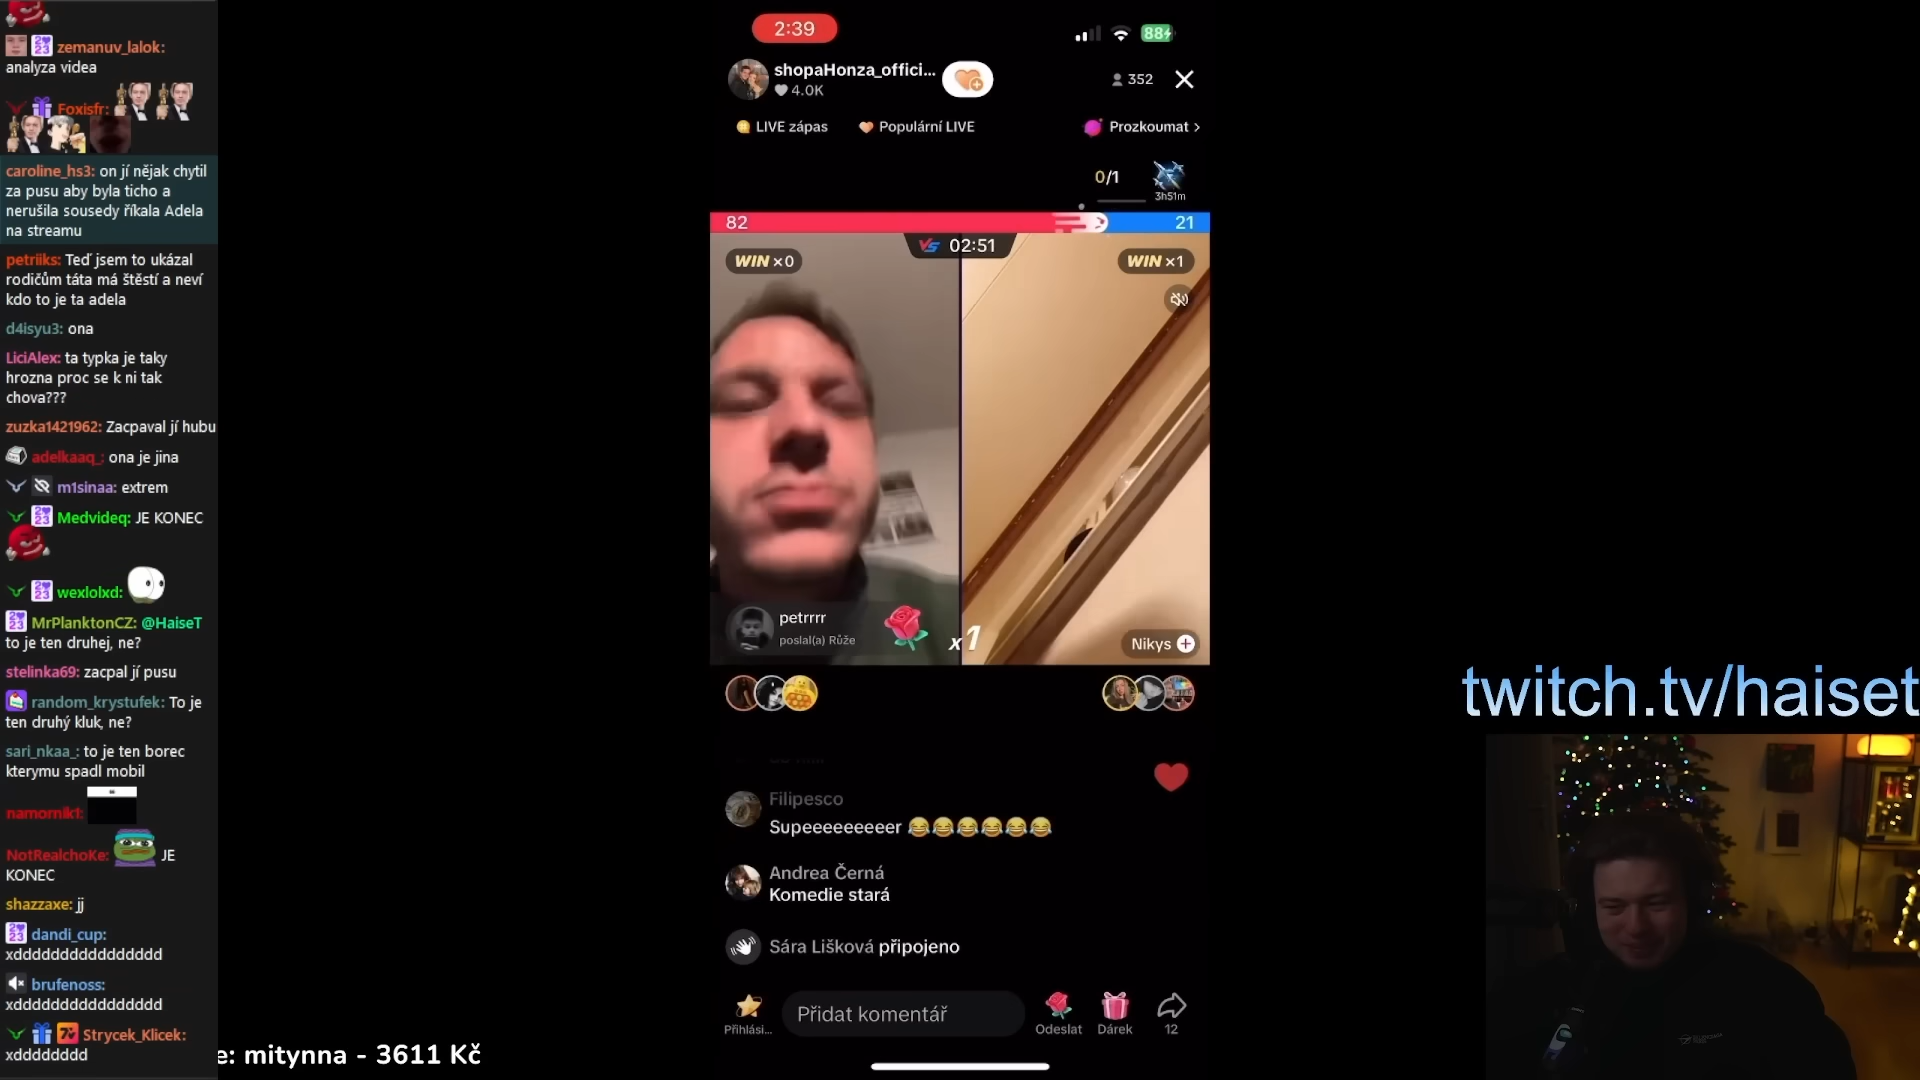 zemanuv_lalok:
analyza videa
Foxisfr:
caroline_hs3: on jí nějak chytil
za pusu aby byla ticho a
nerušila sousedy říkala Adela
na streamu
petriiks: Teď jsem to ukázal
rodičům táta má štěstí a neví
kdo to je ta adela
d4isyu3: ona
LiciAlex: ta typka je taky
hrozna proc se k ni tak
chova???
zuzka1421962: Zacpaval jí hubu
adelkaaq_: ona je jina
m1sinaa: extrem
Medvideq: JE KONEC
wexlolxd:
MrPlanktonCZ: @HaiseT
to je ten druhej, ne?
stelinka69: zacpal jí pusu
random_krystufek: To je
ten druhý kluk, ne?
sari_nkaa_: to je ten borec
kterymu spadl mobil
namornik1:
NotRealchoKe: JE
KONEC
shazzaxe: jj
dandi_cup:
xdddddddddddddddd
brufenoss:
xdddddddddddddddd
Strycek_Klicek:
xdddddddd
e: mitynna - 3611 Kč
2:39
88
shopaHonza_offici...
4.0K
352
LIVE zápas
Populární LIVE
Prozkoumat >
0/1
3h51m
82
21
VS 02:51
WIN x0
WIN x1
petrrrr
poslal(a) Růže
x1
Nikys
Filipesco
Supeeeeeeeeer 😂😂😂😂😂😂
Andrea Černá
Komedie stará
Sára Lišková připojeno
Přihlási...
Přidat komentář
Odeslat
Dárek
12
twitch.tv/haiset